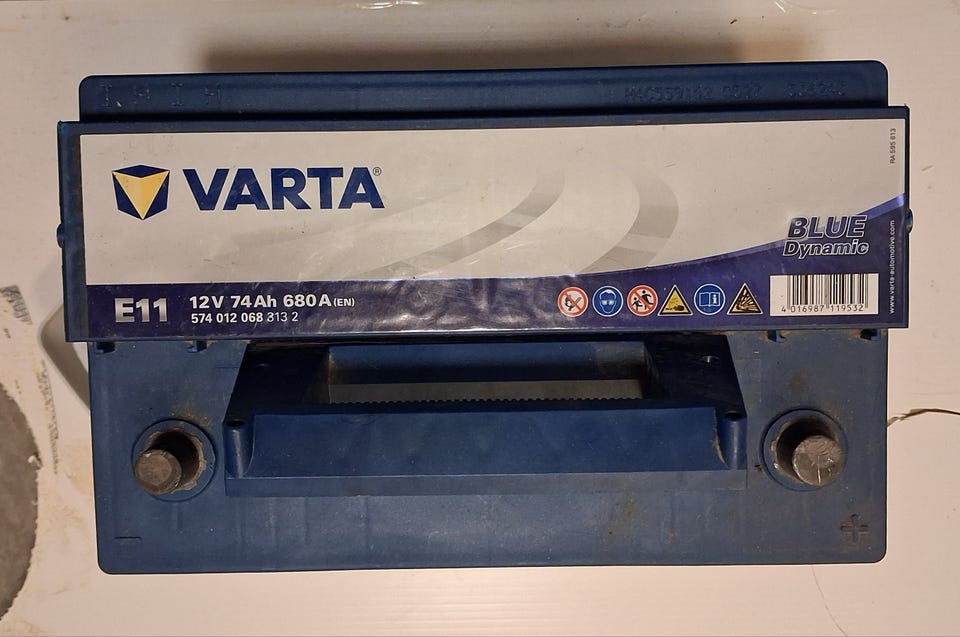 RA 595 613
VARTA®
BLUE
Dynamic
www.varta-automotive.com
E11
12V 74Ah 680A (EN)
574 012 068 313 2
4 016987 119532
−
+